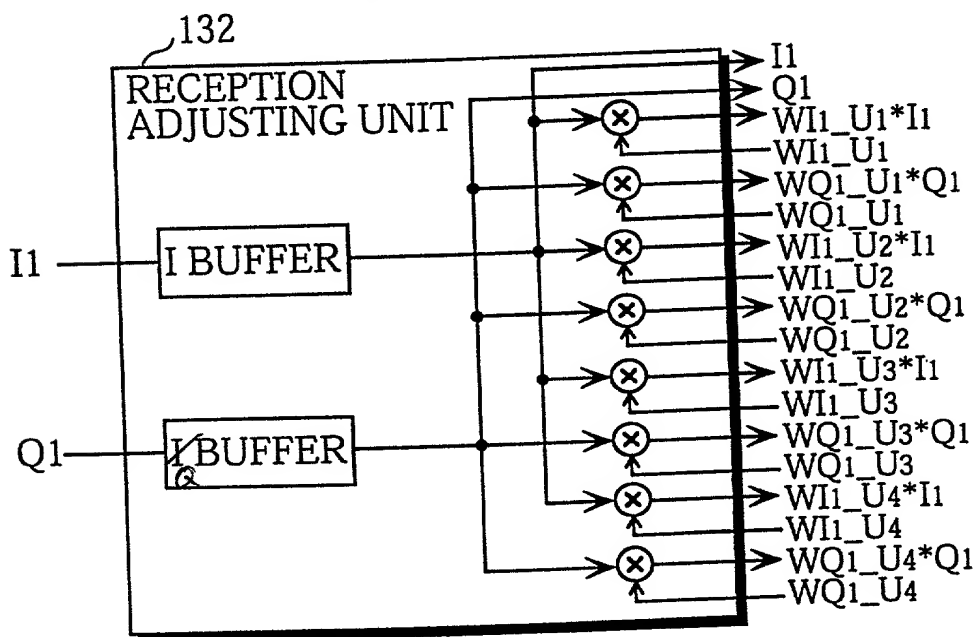 132
RECEPTION
ADJUSTING UNIT
I1
Q1
WI1_U1*I1
WI1_U1
WQ1_U1*Q1
WQ1_U1
WI1_U2*I1
WI1_U2
WQ1_U2*Q1
WQ1_U2
WI1_U3*I1
WI1_U3
WQ1_U3*Q1
WQ1_U3
WI1_U4*I1
WI1_U4
WQ1_U4*Q1
WQ1_U4
I1
I BUFFER
Q1
I BUFFER
Q